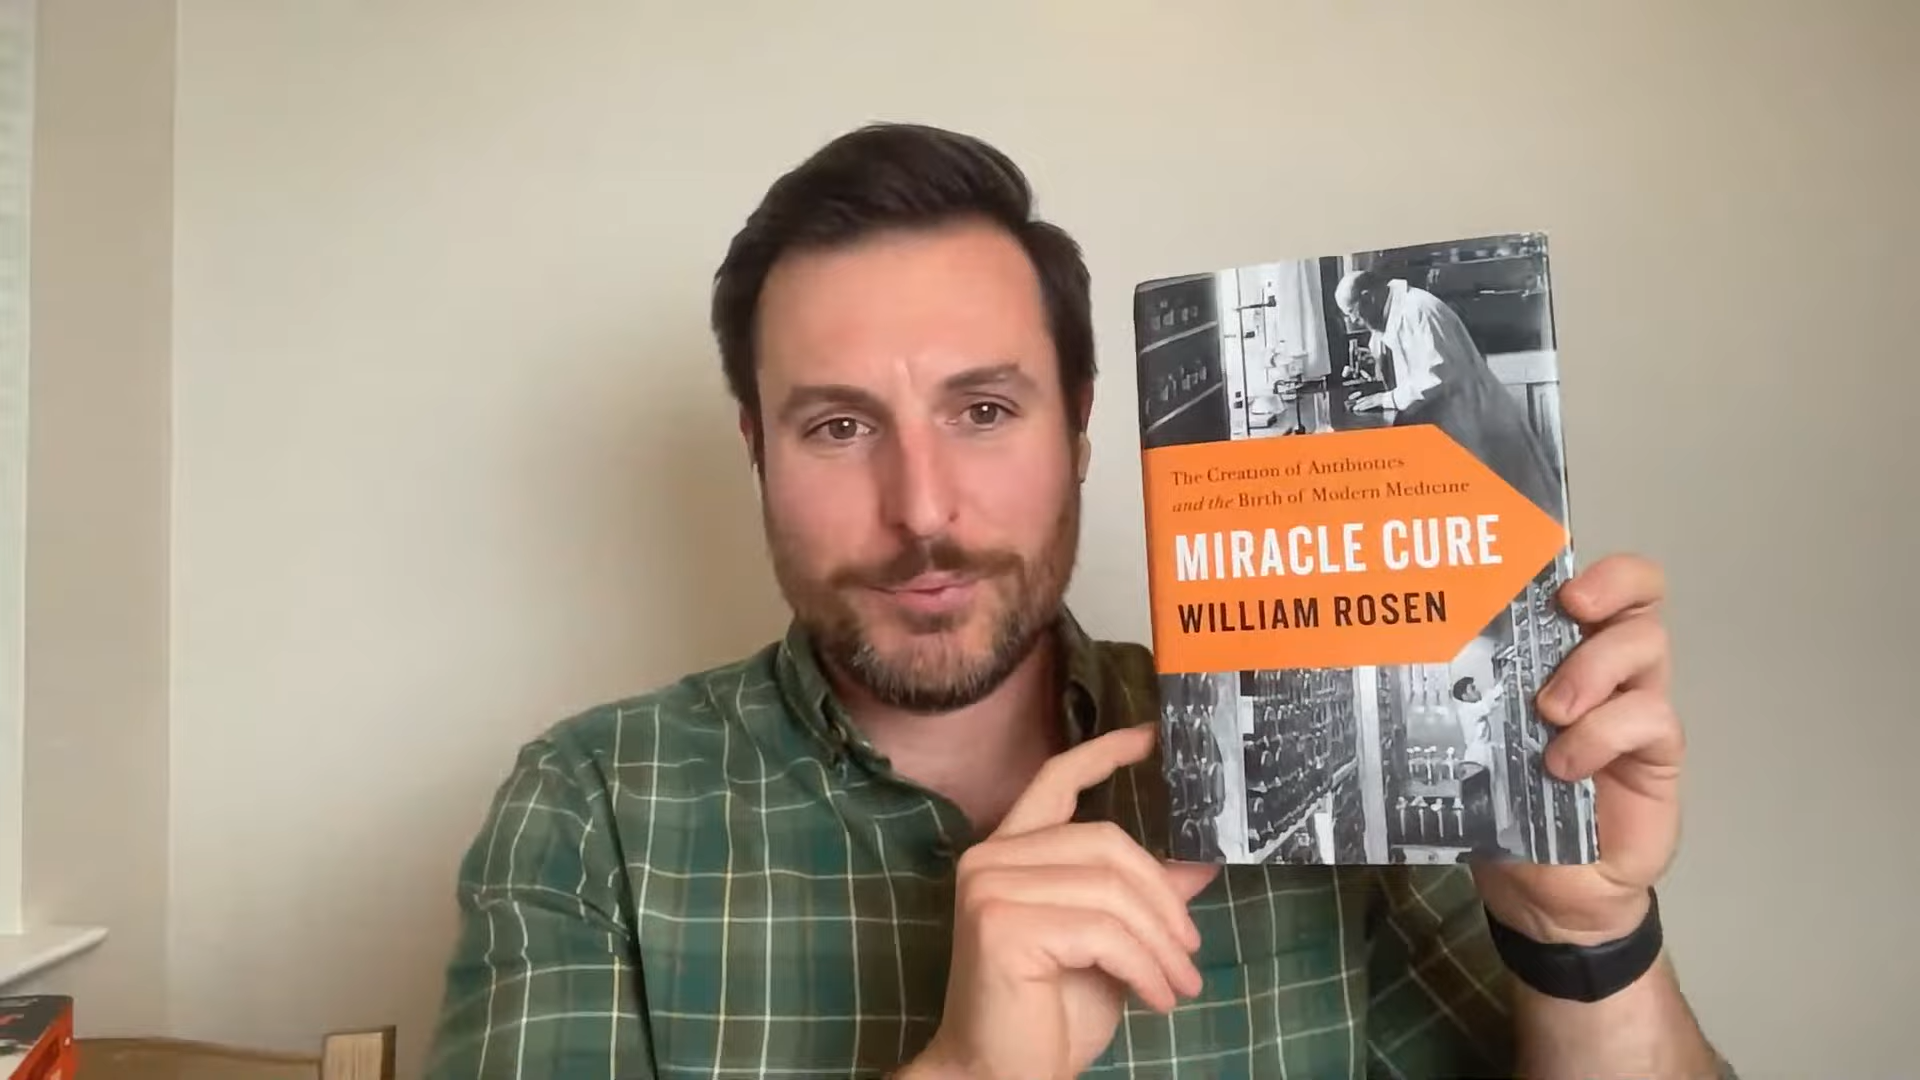 The Creation of Antibiotics
and the Birth of Modern Medicine
MIRACLE CURE
WILLIAM ROSEN